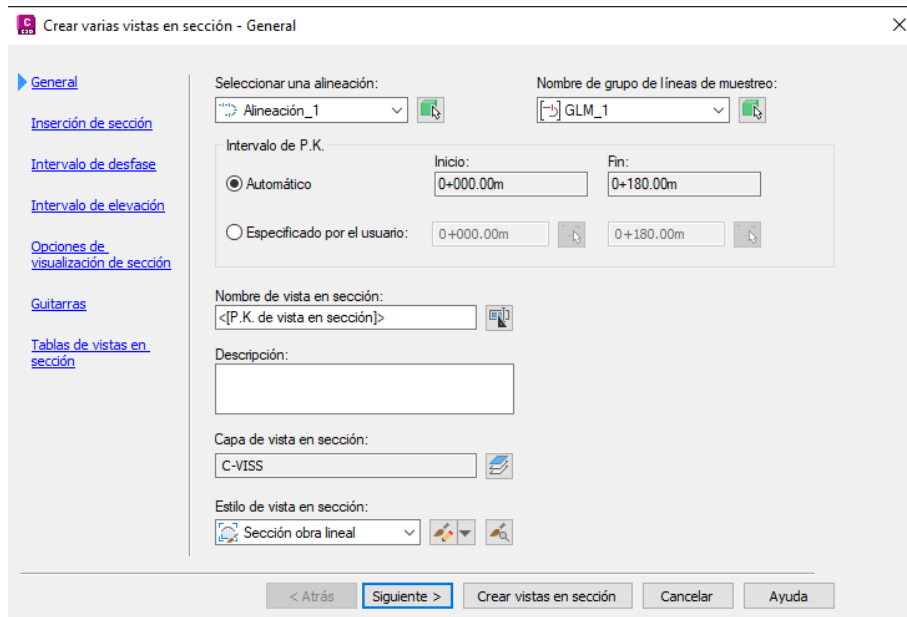 C
C3D
Crear varias vistas en sección - General
General
Inserción de sección
Intervalo de desfase
Intervalo de elevación
Opciones de
visualización de sección
Guitarras
Tablas de vistas en
sección
Seleccionar una alineación:
Nombre de grupo de líneas de muestreo:
Alineación_1
GLM_1
Intervalo de P.K.
Inicio:
Fin:
Automático
0+000.00m
0+180.00m
Especificado por el usuario:
0+000.00m
0+180.00m
Nombre de vista en sección:
<[P.K. de vista en sección]>
Descripción:
Capa de vista en sección:
C-VISS
Estilo de vista en sección:
Sección obra lineal
< Atrás
Siguiente >
Crear vistas en sección
Cancelar
Ayuda